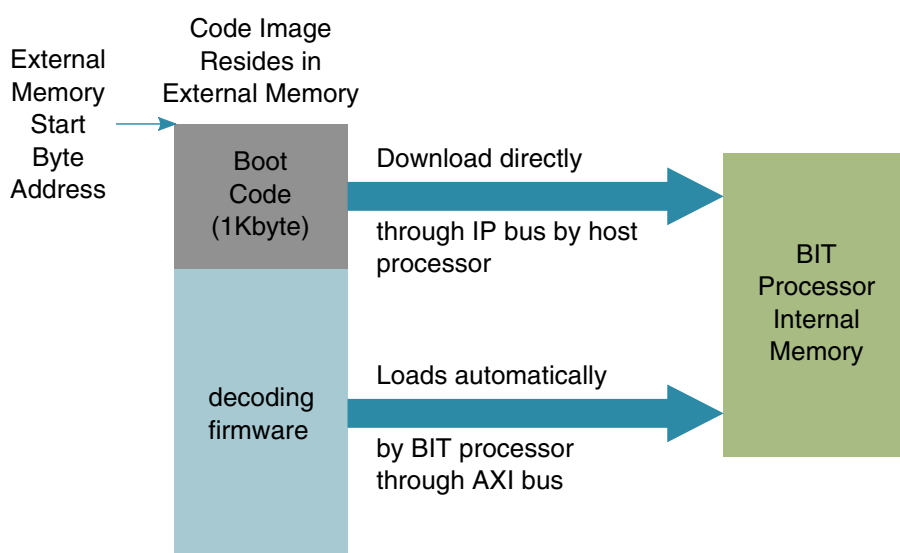 Code Image
Resides in
External Memory
External
Memory
Start
Byte
Address
Boot
Code
(1Kbyte)
Download directly
through IP bus by host
processor
decoding
firmware
Loads automatically
by BIT processor
through AXI bus
BIT
Processor
Internal
Memory